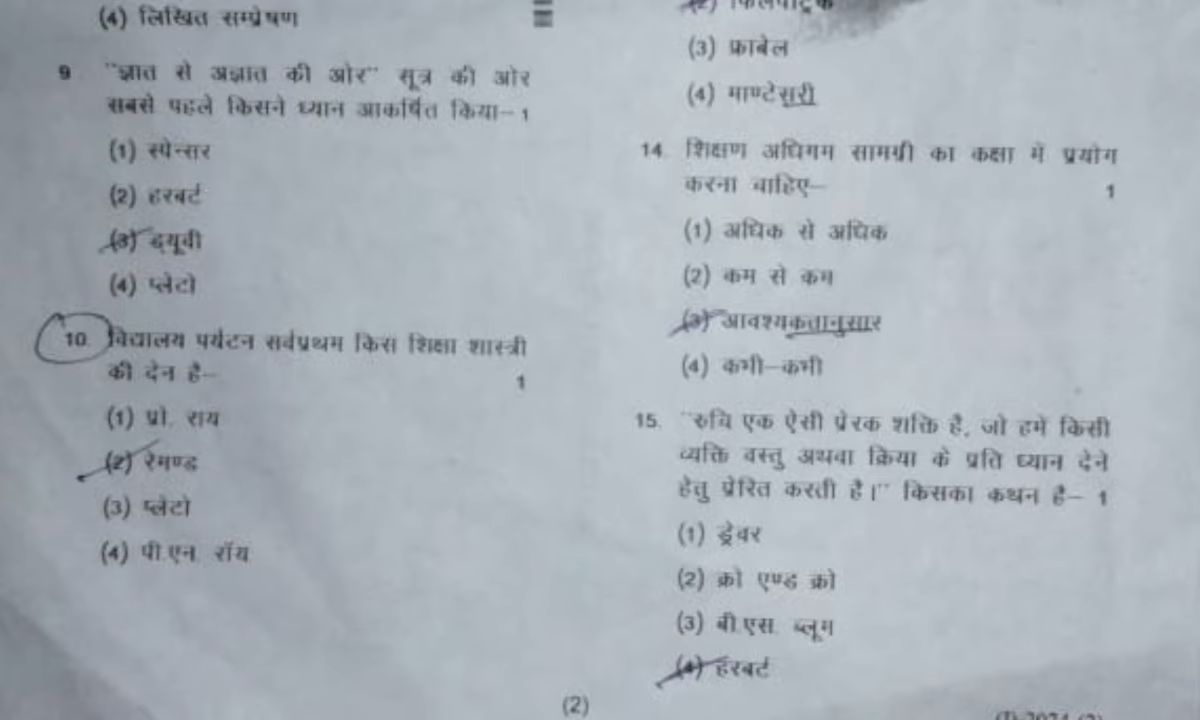 (4) लिखित सम्प्रेषण
9 "ज्ञात से अज्ञात की ओर" सूत्र की ओर
सबसे पहले किसने ध्यान आकर्षित किया– 1
(1) स्पेन्सर
(2) हरबर्ट
(3) द्यूवी
(4) प्लेटो
10. विद्यालय पर्यटन सर्वप्रथम किस शिक्षा शास्त्री
की देन है–
1
(1) प्रो. राय
(2) रेमण्ड
(3) प्लेटो
(4) पी.एन. रॉय
(2)
(3) फ्राबेल
(4) माण्टेसरी
14. शिक्षण अधिगम सामग्री का कक्षा में प्रयोग
करना चाहिए– 1
(1) अधिक से अधिक
(2) कम से कम
(3) आवश्यकतानुसार
(4) कभी–कभी
15. "रुचि एक ऐसी प्रेरक शक्ति है, जो हमें किसी
व्यक्ति वस्तु अथवा क्रिया के प्रति ध्यान देने
हेतु प्रेरित करती है।" किसका कथन है– 1
(1) ड्रेवर
(2) क्रो एण्ड क्रो
(3) बी.एस. ब्लूम
(4) हरबर्ट
(2)